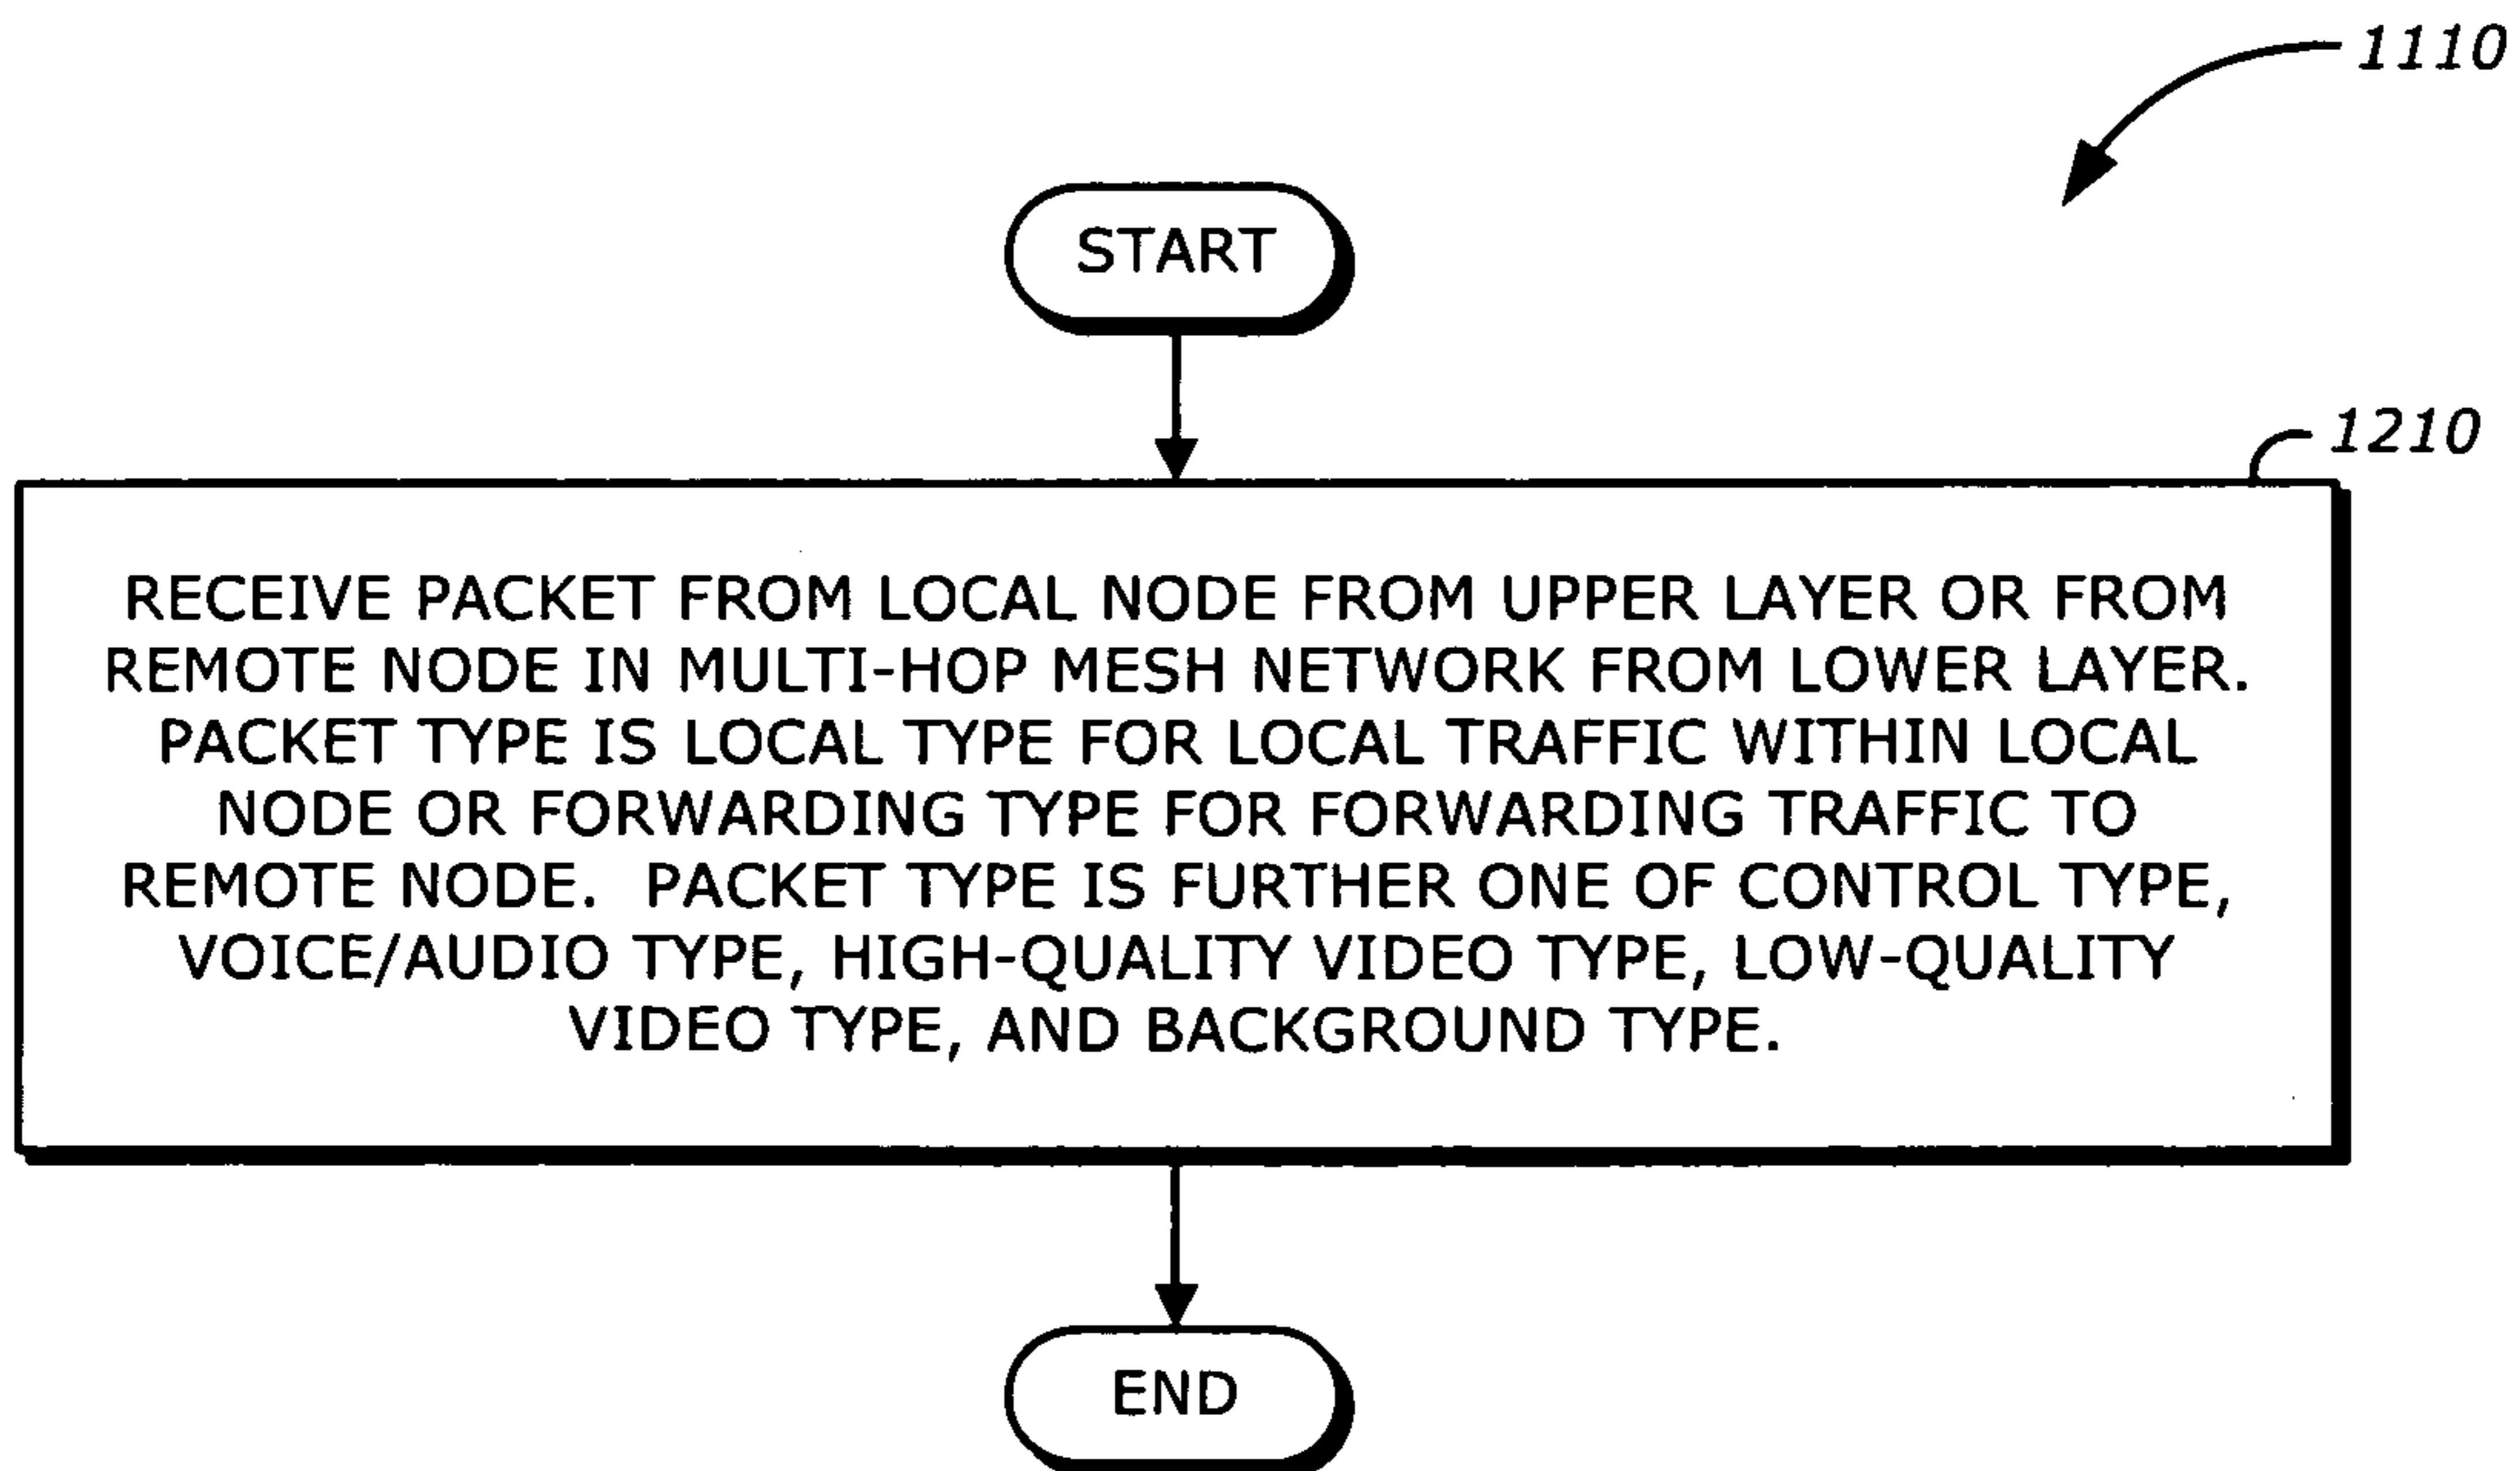 1110
START
1210
RECEIVE PACKET FROM LOCAL NODE FROM UPPER LAYER OR FROM
REMOTE NODE IN MULTI-HOP MESH NETWORK FROM LOWER LAYER.
PACKET TYPE IS LOCAL TYPE FOR LOCAL TRAFFIC WITHIN LOCAL
NODE OR FORWARDING TYPE FOR FORWARDING TRAFFIC TO
REMOTE NODE. PACKET TYPE IS FURTHER ONE OF CONTROL TYPE,
VOICE/AUDIO TYPE, HIGH-QUALITY VIDEO TYPE, LOW-QUALITY
VIDEO TYPE, AND BACKGROUND TYPE.
END